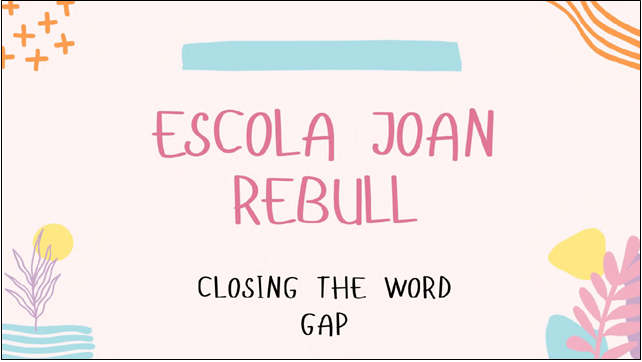 ESCOLA JOAN
REBULL
CLOSING THE WORD
GAP